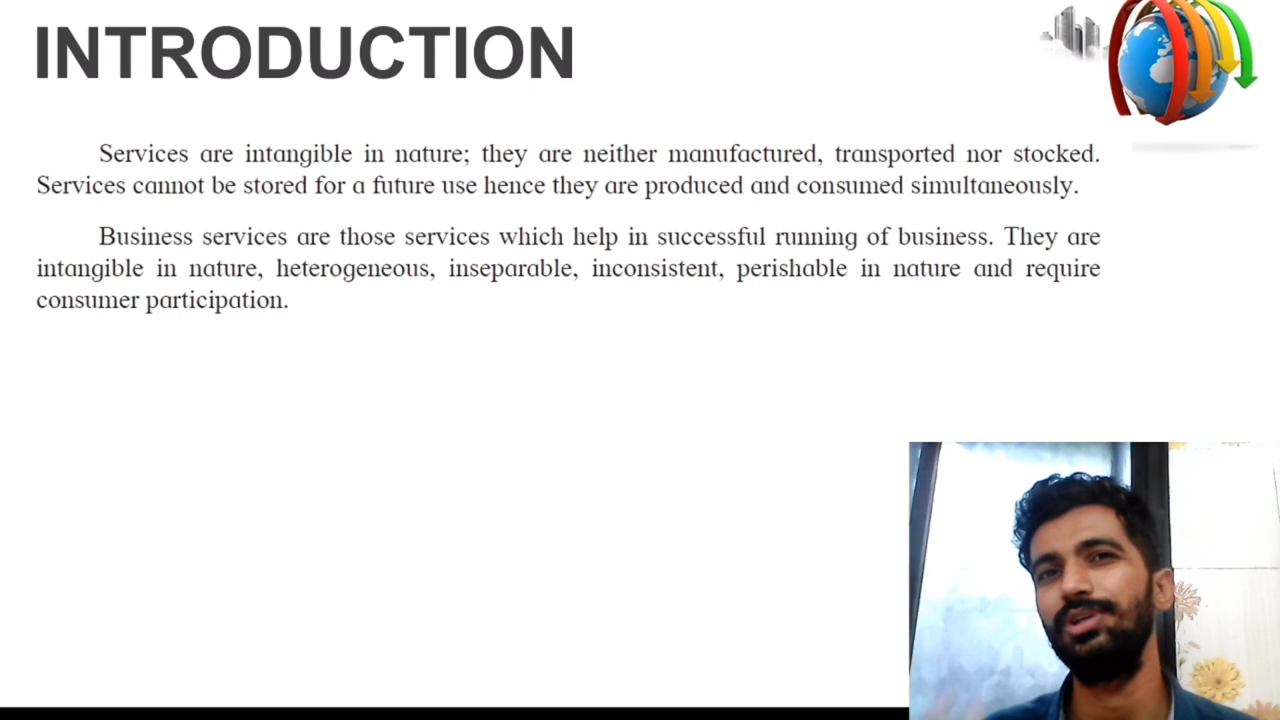 INTRODUCTION
Services are intangible in nature; they are neither manufactured, transported nor stocked.
Services cannot be stored for a future use hence they are produced and consumed simultaneously.
Business services are those services which help in successful running of business. They are
intangible in nature, heterogeneous, inseparable, inconsistent, perishable in nature and require
consumer participation.